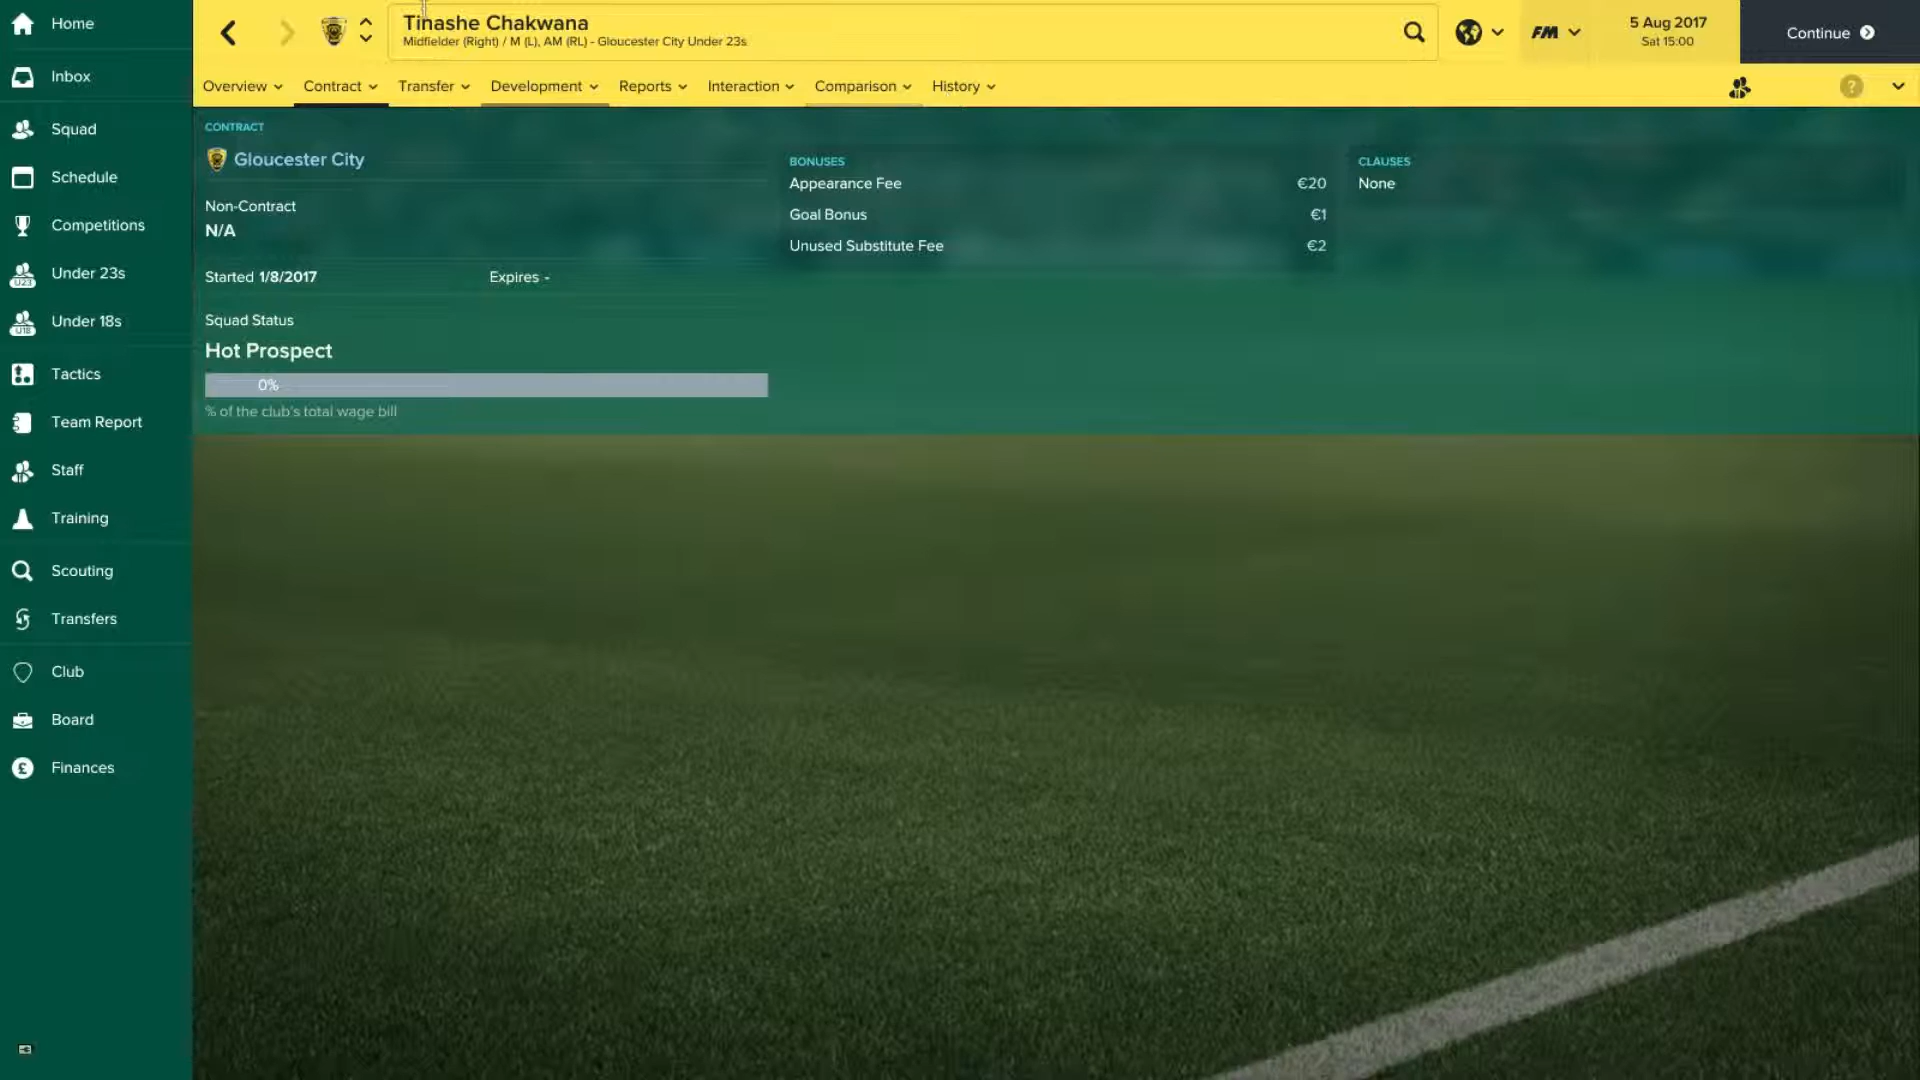 Home
Inbox
Squad
Schedule
Competitions
Under 23s
Under 18s
Tactics
Team Report
Staff
Training
Scouting
Transfers
Club
Board
Finances
Tinashe Chakwana
Midfielder (Right) / M (L), AM (RL) - Gloucester City Under 23s
FM
5 Aug 2017
Sat 15:00
Continue
Overview
Contract
Transfer
Development
Reports
Interaction
Comparison
History
?
CONTRACT
Gloucester City
Non-Contract
N/A
Started 1/8/2017
Expires -
Squad Status
Hot Prospect
0%
% of the club's total wage bill
BONUSES
Appearance Fee €20
Goal Bonus €1
Unused Substitute Fee €2
CLAUSES
None